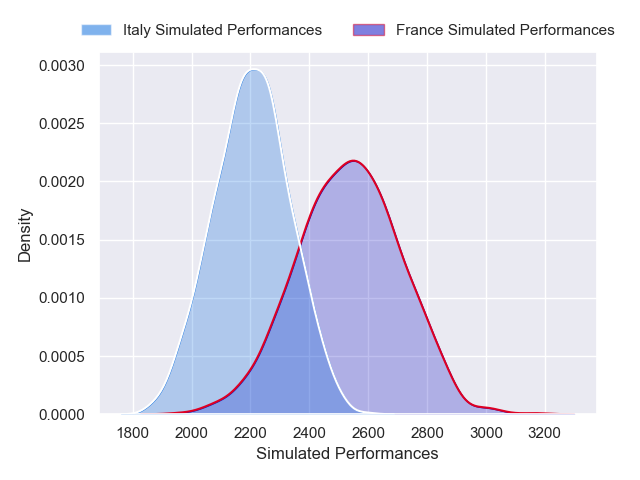 Italy Simulated Performances France Simulated Performances
0.0030
0.0025
0.0020
0.0015
0.0010
0.0005
0.0000
Density
1800 2000 2200 2400 2600 2800 3000 3200
Simulated Performances